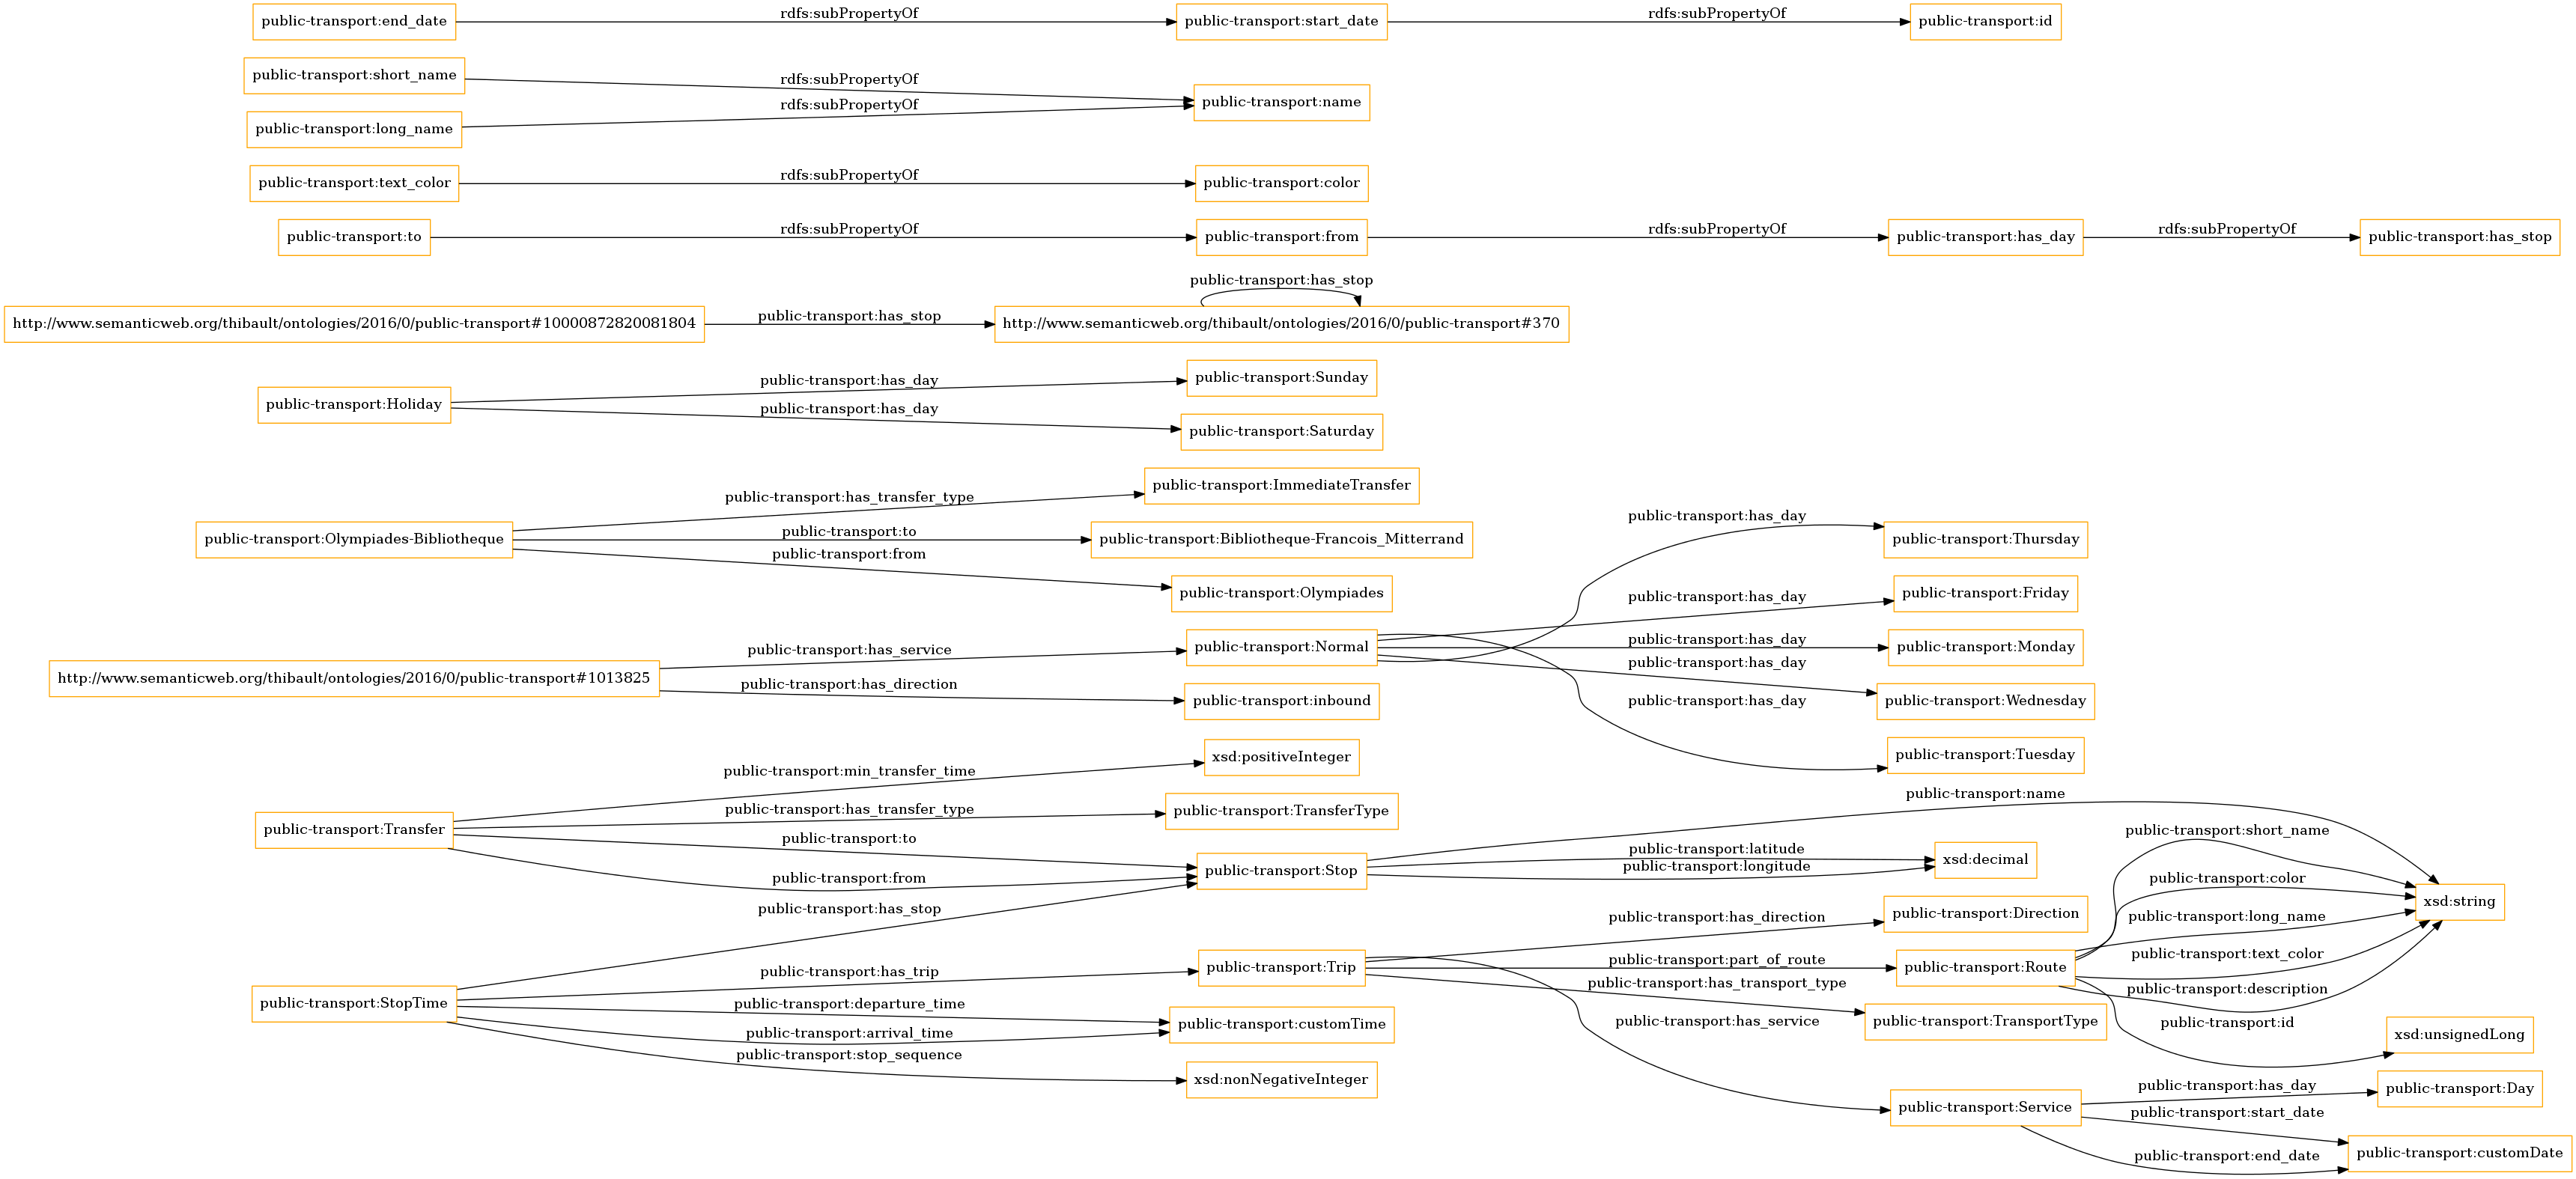 public-transport:end_date
rdfs:subPropertyOf
public-transport:start_date
rdfs:subPropertyOf
public-transport:id
public-transport:short_name
rdfs:subPropertyOf
public-transport:name
rdfs:subPropertyOf
public-transport:long_name
public-transport:text_color
rdfs:subPropertyOf
public-transport:color
public-transport:to
rdfs:subPropertyOf
public-transport:from
rdfs:subPropertyOf
public-transport:has_day
rdfs:subPropertyOf
public-transport:has_stop
public-transport:has_stop
http://www.semanticweb.org/thibault/ontologies/2016/0/public-transport#10000872820081804
public-transport:has_stop
http://www.semanticweb.org/thibault/ontologies/2016/0/public-transport#370
public-transport:Holiday
public-transport:has_day
public-transport:Sunday
public-transport:has_day
public-transport:Saturday
public-transport:Olympiades-Bibliotheque
public-transport:has_transfer_type
public-transport:ImmediateTransfer
public-transport:to
public-transport:Bibliotheque-Francois_Mitterrand
public-transport:from
public-transport:Olympiades
http://www.semanticweb.org/thibault/ontologies/2016/0/public-transport#1013825
public-transport:has_service
public-transport:Normal
public-transport:has_direction
public-transport:inbound
public-transport:has_day
public-transport:Thursday
public-transport:has_day
public-transport:Friday
public-transport:has_day
public-transport:Monday
public-transport:has_day
public-transport:Wednesday
public-transport:has_day
public-transport:Tuesday
public-transport:Transfer
public-transport:min_transfer_time
xsd:positiveInteger
public-transport:has_transfer_type
public-transport:TransferType
public-transport:to
public-transport:from
public-transport:Stop
public-transport:name
public-transport:latitude
public-transport:longitude
xsd:decimal
public-transport:StopTime
public-transport:has_stop
public-transport:has_trip
public-transport:Trip
public-transport:departure_time
public-transport:arrival_time
public-transport:customTime
public-transport:stop_sequence
xsd:nonNegativeInteger
public-transport:has_direction
public-transport:Direction
public-transport:part_of_route
public-transport:Route
public-transport:has_transport_type
public-transport:TransportType
public-transport:has_service
public-transport:Service
public-transport:short_name
public-transport:color
public-transport:long_name
public-transport:text_color
public-transport:description
xsd:string
public-transport:id
xsd:unsignedLong
public-transport:has_day
public-transport:Day
public-transport:start_date
public-transport:end_date
public-transport:customDate